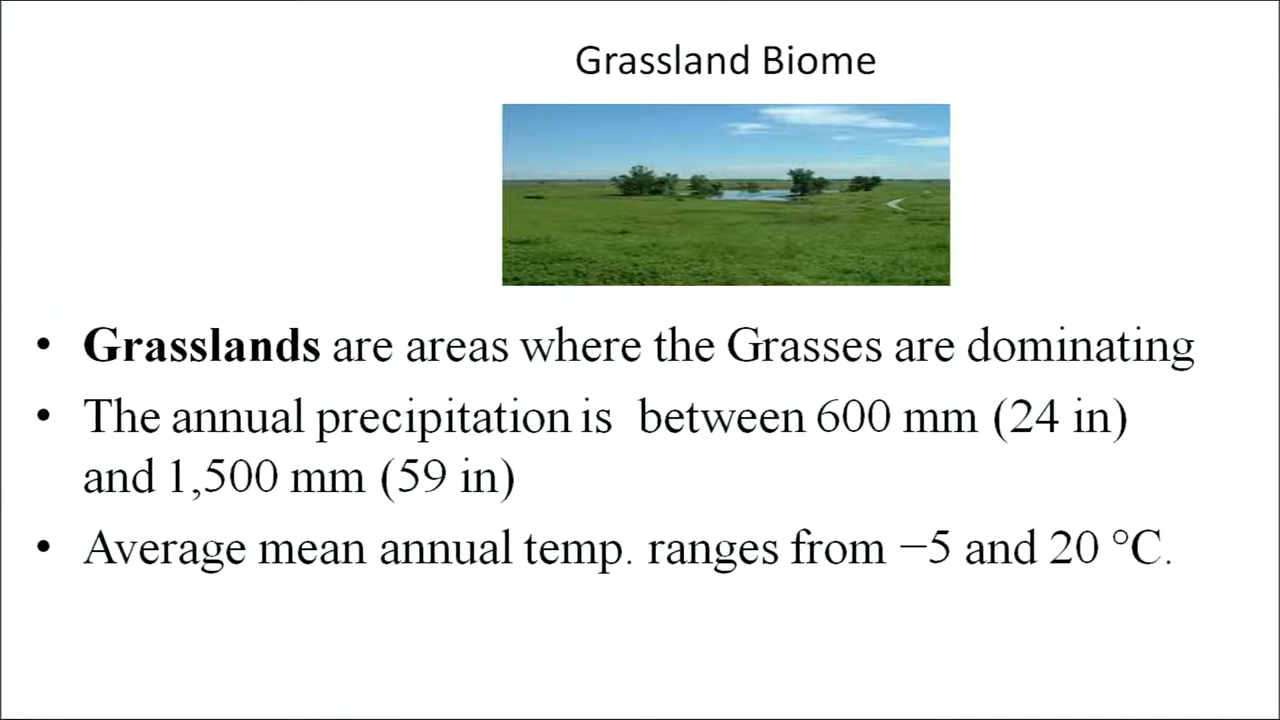 Grassland Biome
• Grasslands are areas where the Grasses are dominating
• The annual precipitation is between 600 mm (24 in)
and 1,500 mm (59 in)
• Average mean annual temp. ranges from −5 and 20 °C.